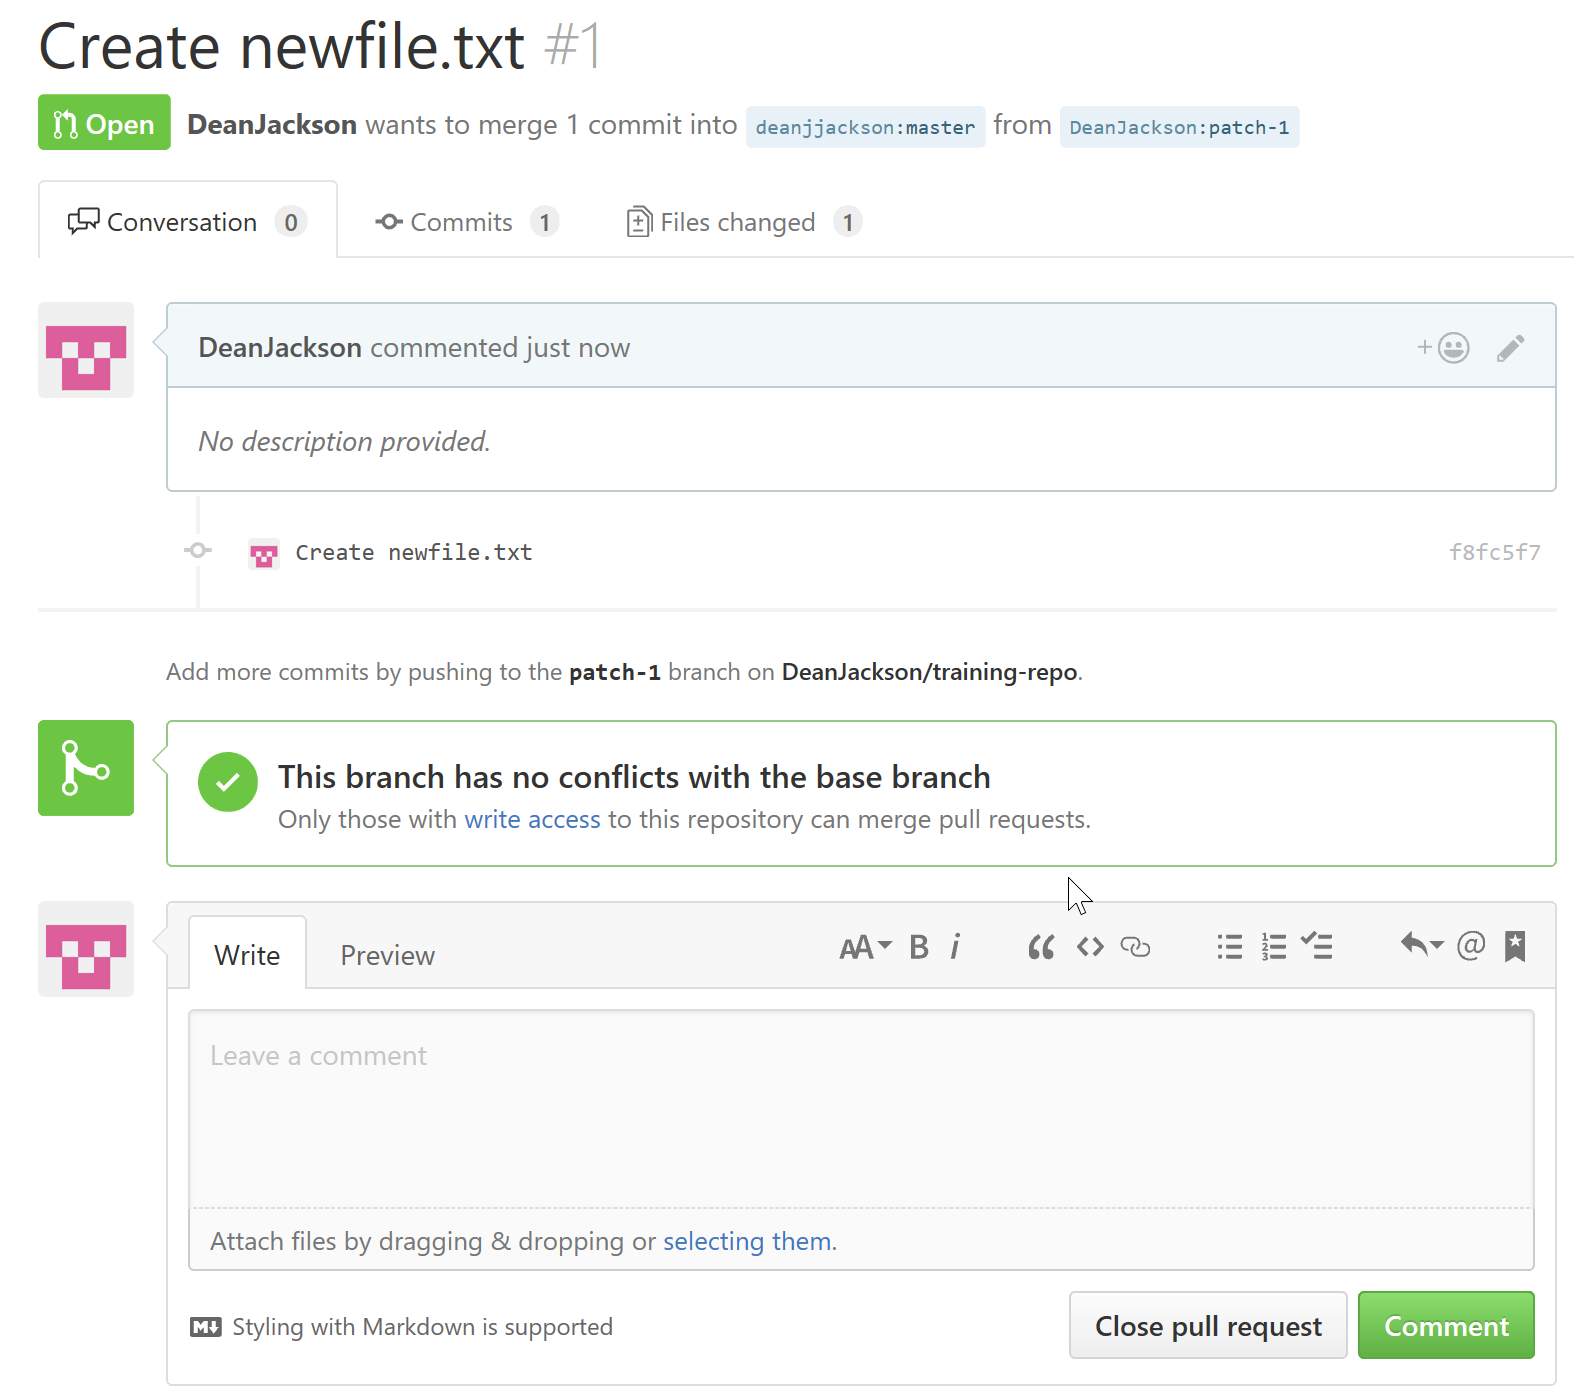 Create newfile.txt #1
Open DeanJackson wants to merge 1 commit into deanjjackson:master from DeanJackson:patch-1
Conversation 0 Commits 1 Files changed 1
DeanJackson commented just now
No description provided.
Create newfile.txt f8fc5f7
Add more commits by pushing to the patch-1 branch on DeanJackson/training-repo.
This branch has no conflicts with the base branch
Only those with write access to this repository can merge pull requests.
Write Preview
Leave a comment
Attach files by dragging & dropping or selecting them.
Styling with Markdown is supported
Close pull request Comment